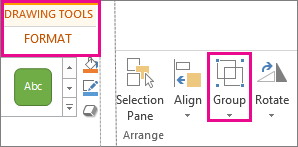 DRAWING TOOLS
FORMAT
Abc
Selection Pane
Align
Group
Rotate
Arrange